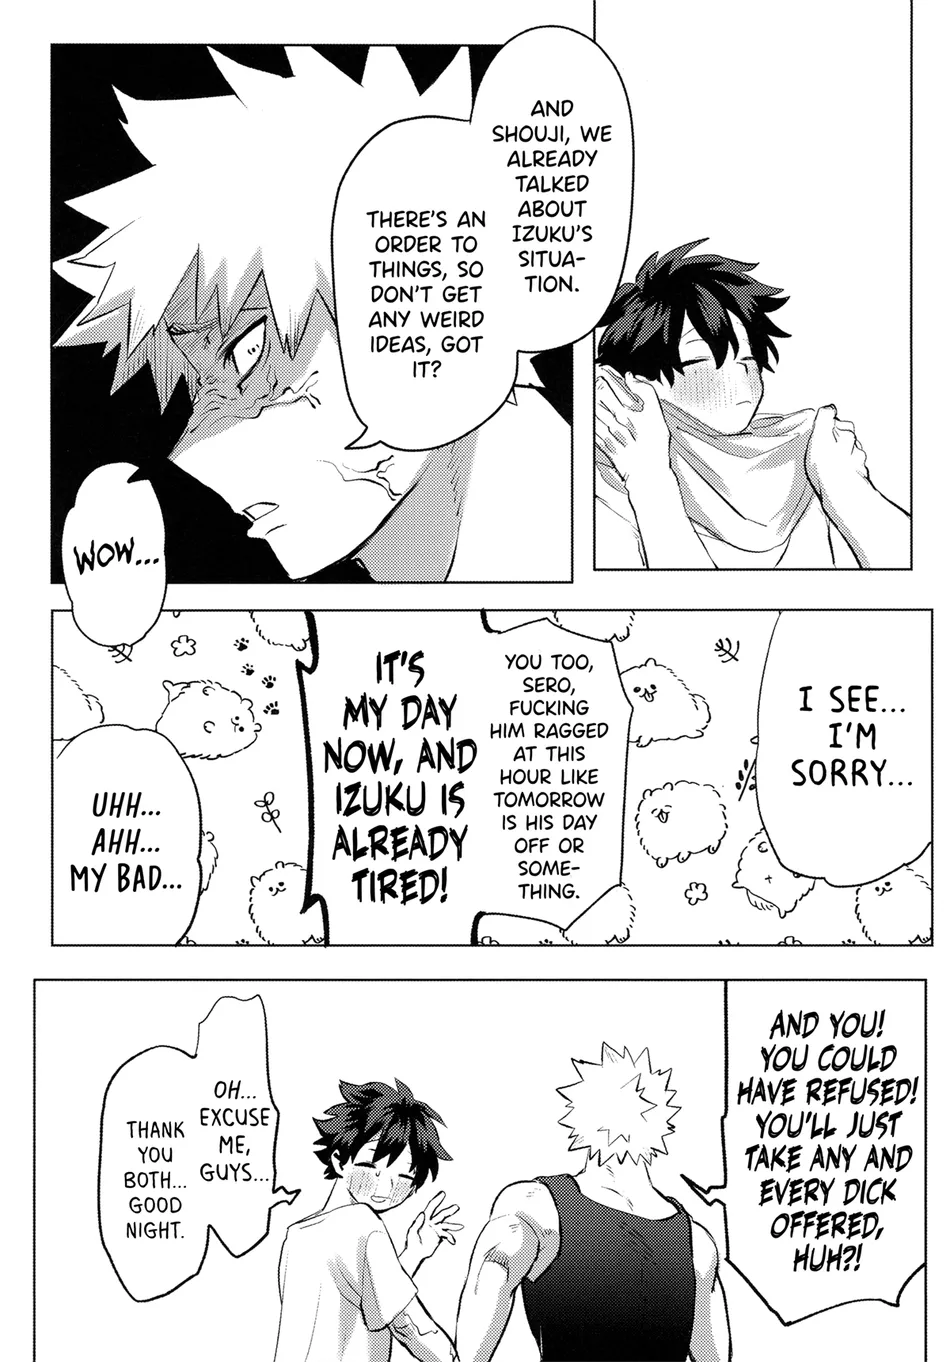 AND
SHOUJI, WE
ALREADY
TALKED
ABOUT
IZUKU'S
SITUA-
TION.
THERE'S AN
ORDER TO
THINGS, SO
DON'T GET
ANY WEIRD
IDEAS, GOT
IT?
WOW...
I SEE...
I'M
SORRY...
YOU TOO,
SERO,
FUCKING
HIM RAGGED
AT THIS
HOUR LIKE
TOMORROW
IS HIS DAY
OFF OR
SOME-
THING.
IT'S
MY DAY
NOW, AND
IZUKU IS
ALREADY
TIRED!
UHH...
AHH...
MY BAD...
AND YOU!
YOU COULD
HAVE REFUSED!
YOU'LL JUST
TAKE ANY AND
EVERY DICK
OFFERED,
HUH?!
OH...
EXCUSE
ME,
GUYS...
THANK
YOU
BOTH...
GOOD
NIGHT.